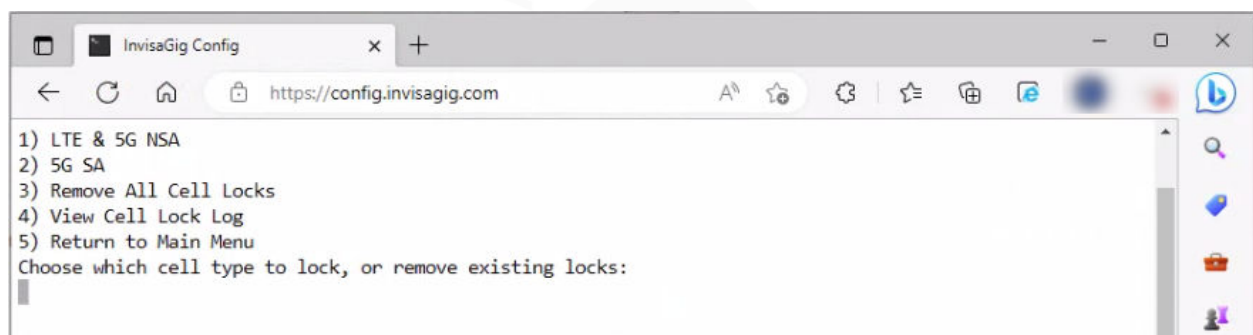 InvisaGig Config
https://config.invisagig.com
1) LTE & 5G NSA
2) 5G SA
3) Remove All Cell Locks
4) View Cell Lock Log
5) Return to Main Menu
Choose which cell type to lock, or remove existing locks: